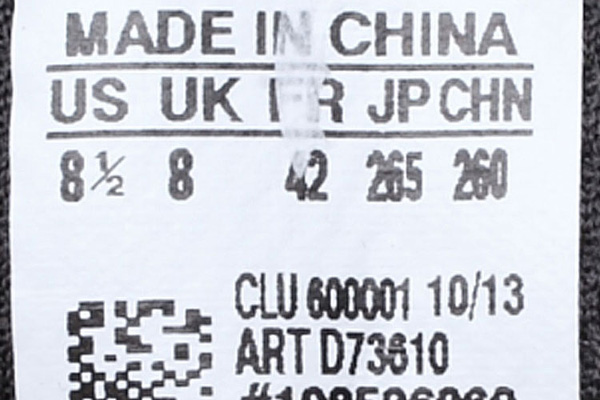 MADE IN CHINA
US UK FR JP CHN
8½ 8 42 265 260
CLU 600001 10/13
ART D73610